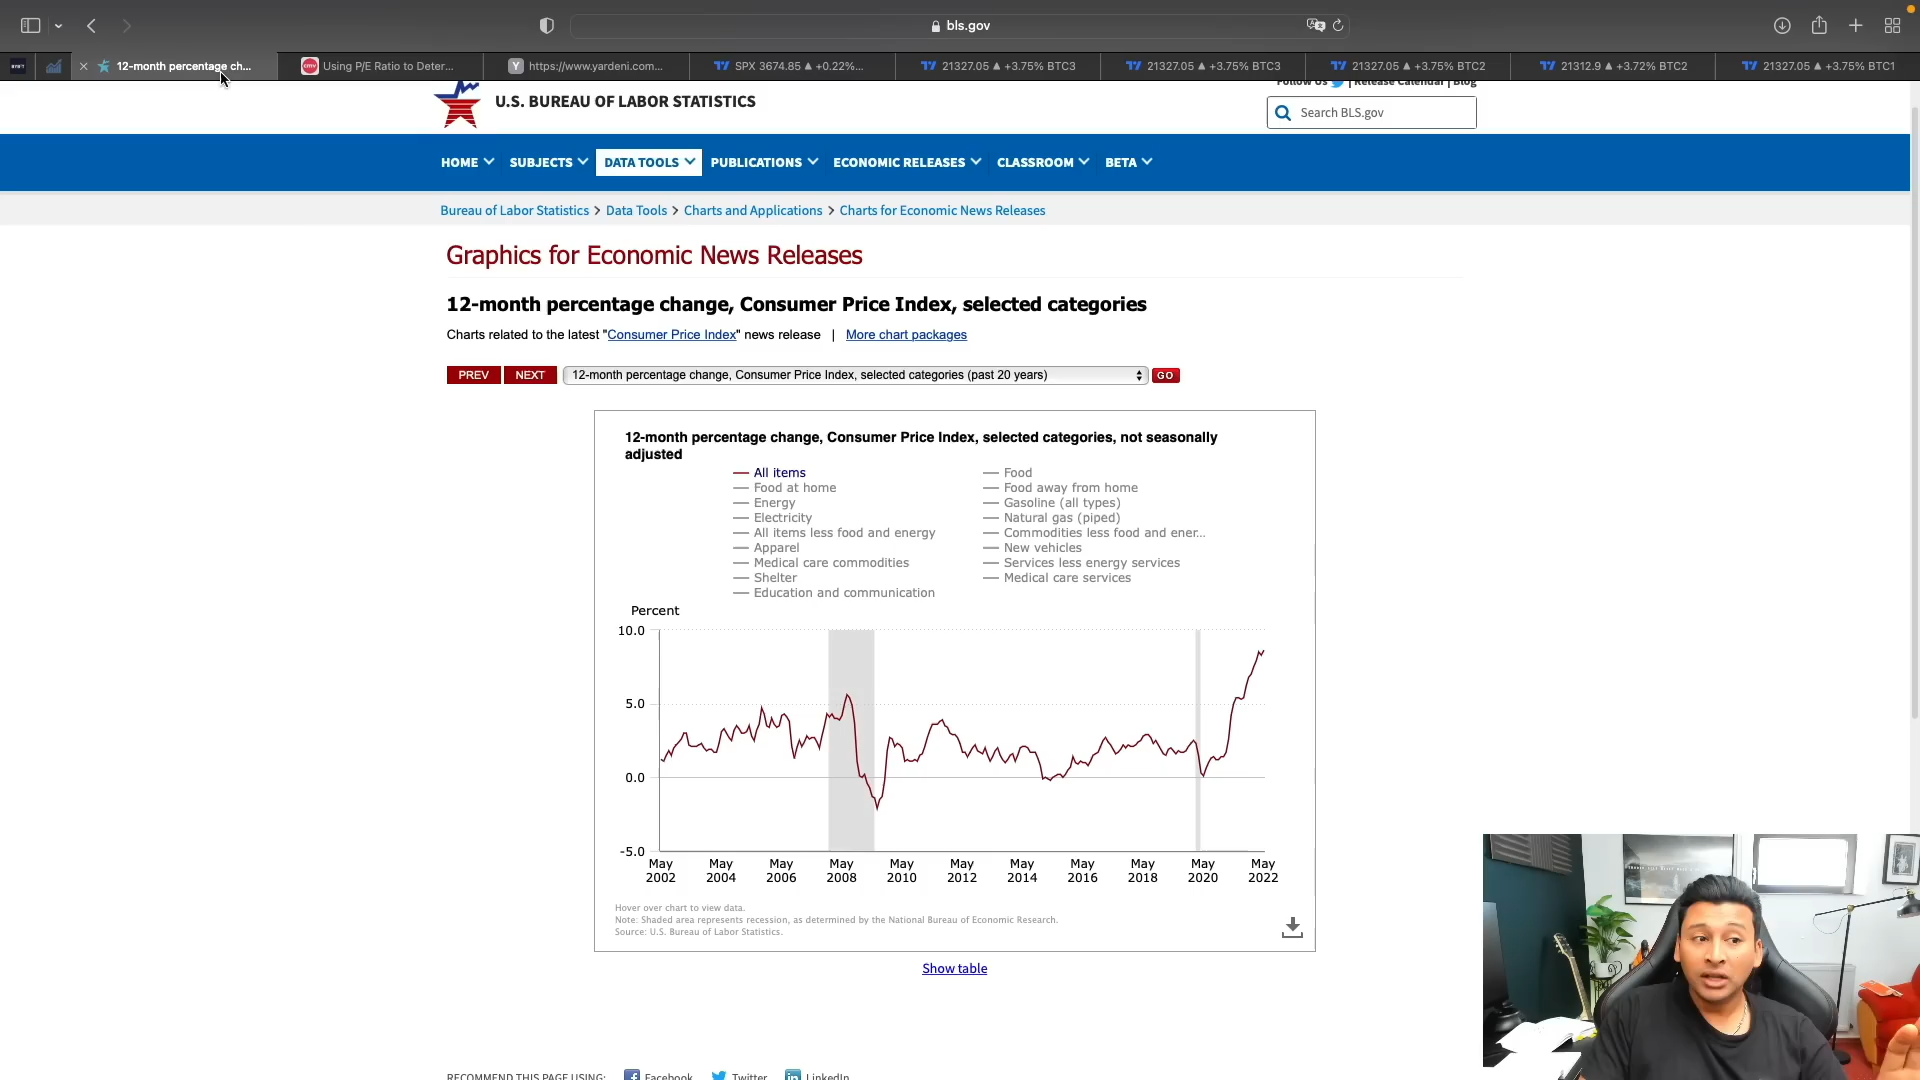 bls.gov
12-month percentage ch...
Using P/E Ratio to Deter...
https://www.yardeni.com...
SPX 3674.85 ▲ +0.22%...
21327.05 ▲ +3.75% BTC3
21327.05 ▲ +3.75% BTC3
21327.05 ▲ +3.75% BTC2
21312.9 ▲ +3.72% BTC2
21327.05 ▲ +3.75% BTC1
Follow Us | Release Calendar | Blog
U.S. BUREAU OF LABOR STATISTICS
Search BLS.gov
HOME SUBJECTS DATA TOOLS PUBLICATIONS ECONOMIC RELEASES CLASSROOM BETA
Bureau of Labor Statistics > Data Tools > Charts and Applications > Charts for Economic News Releases
Graphics for Economic News Releases
12-month percentage change, Consumer Price Index, selected categories
Charts related to the latest "Consumer Price Index" news release | More chart packages
PREV NEXT 12-month percentage change, Consumer Price Index, selected categories (past 20 years) GO
12-month percentage change, Consumer Price Index, selected categories, not seasonally
adjusted
All items Food
Food at home Food away from home
Energy Gasoline (all types)
Electricity Natural gas (piped)
All items less food and energy Commodities less food and ener...
Apparel New vehicles
Medical care commodities Services less energy services
Shelter Medical care services
Education and communication
Percent
10.0
5.0
0.0
-5.0
May May May May May May May May May May May
2002 2004 2006 2008 2010 2012 2014 2016 2018 2020 2022
Hover over chart to view data.
Note: Shaded area represents recession, as determined by the National Bureau of Economic Research.
Source: U.S. Bureau of Labor Statistics.
Show table
RECOMMEND THIS PAGE USING: Facebook Twitter LinkedIn